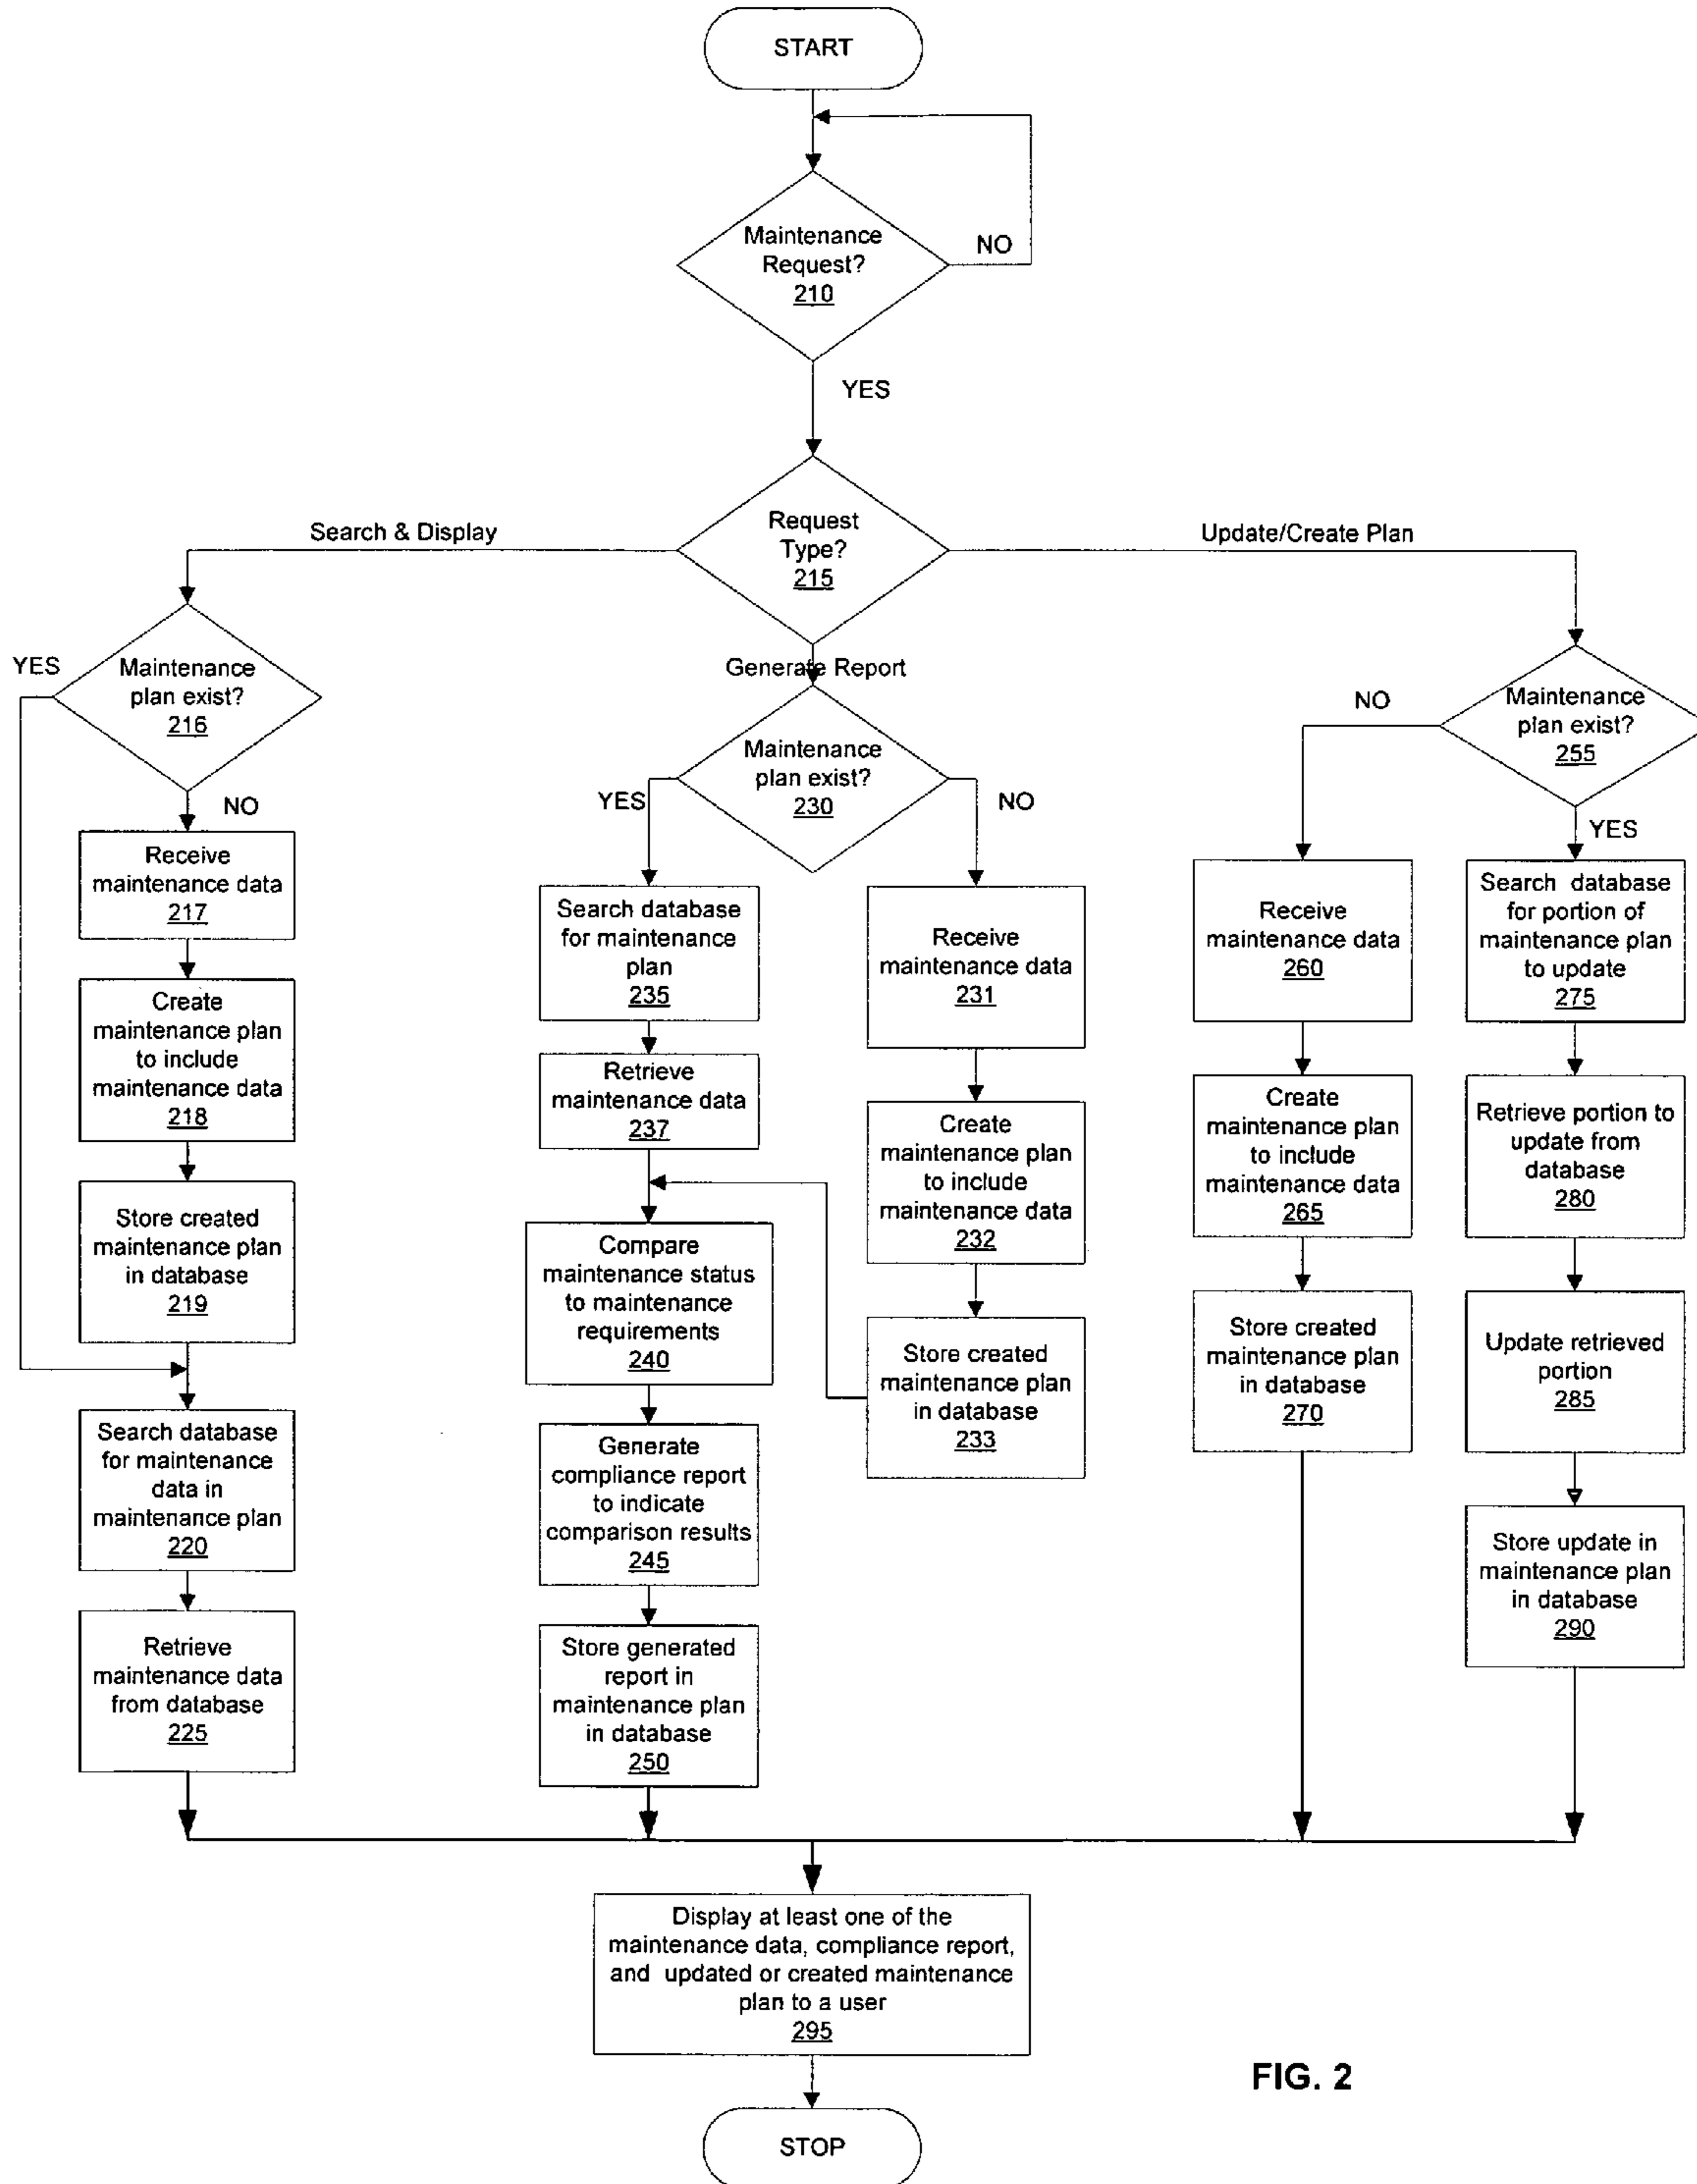 START
Maintenance
Request?
210
NO
YES
Request
Type?
215
Search & Display
Update/Create Plan
Generate Report
YES
Maintenance
plan exist?
216
NO
Receive
maintenance data
217
Create
maintenance plan
to include
maintenance data
218
Store created
maintenance plan
in database
219
Search database
for maintenance
data in
maintenance plan
220
Retrieve
maintenance data
from database
225
Maintenance
plan exist?
230
YES
NO
Search database
for maintenance
plan
235
Retrieve
maintenance data
237
Compare
maintenance status
to maintenance
requirements
240
Generate
compliance report
to indicate
comparison results
245
Store generated
report in
maintenance plan
in database
250
Receive
maintenance data
231
Create
maintenance plan
to include
maintenance data
232
Store created
maintenance plan
in database
233
Maintenance
plan exist?
255
NO
YES
Receive
maintenance data
260
Create
maintenance plan
to include
maintenance data
265
Store created
maintenance plan
in database
270
Search database
for portion of
maintenance plan
to update
275
Retrieve portion to
update from
database
280
Update retrieved
portion
285
Store update in
maintenance plan
in database
290
Display at least one of the
maintenance data, compliance report,
and updated or created maintenance
plan to a user
295
STOP
FIG. 2